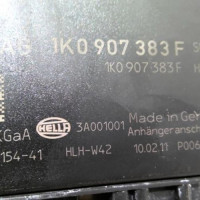 AG 1K0 907 383 F
1K0 907 383 F
KGaA HELLA 3A001001 Made in Ger
Anhängeransch
154-41 HLH-W42 10.02.11 P006